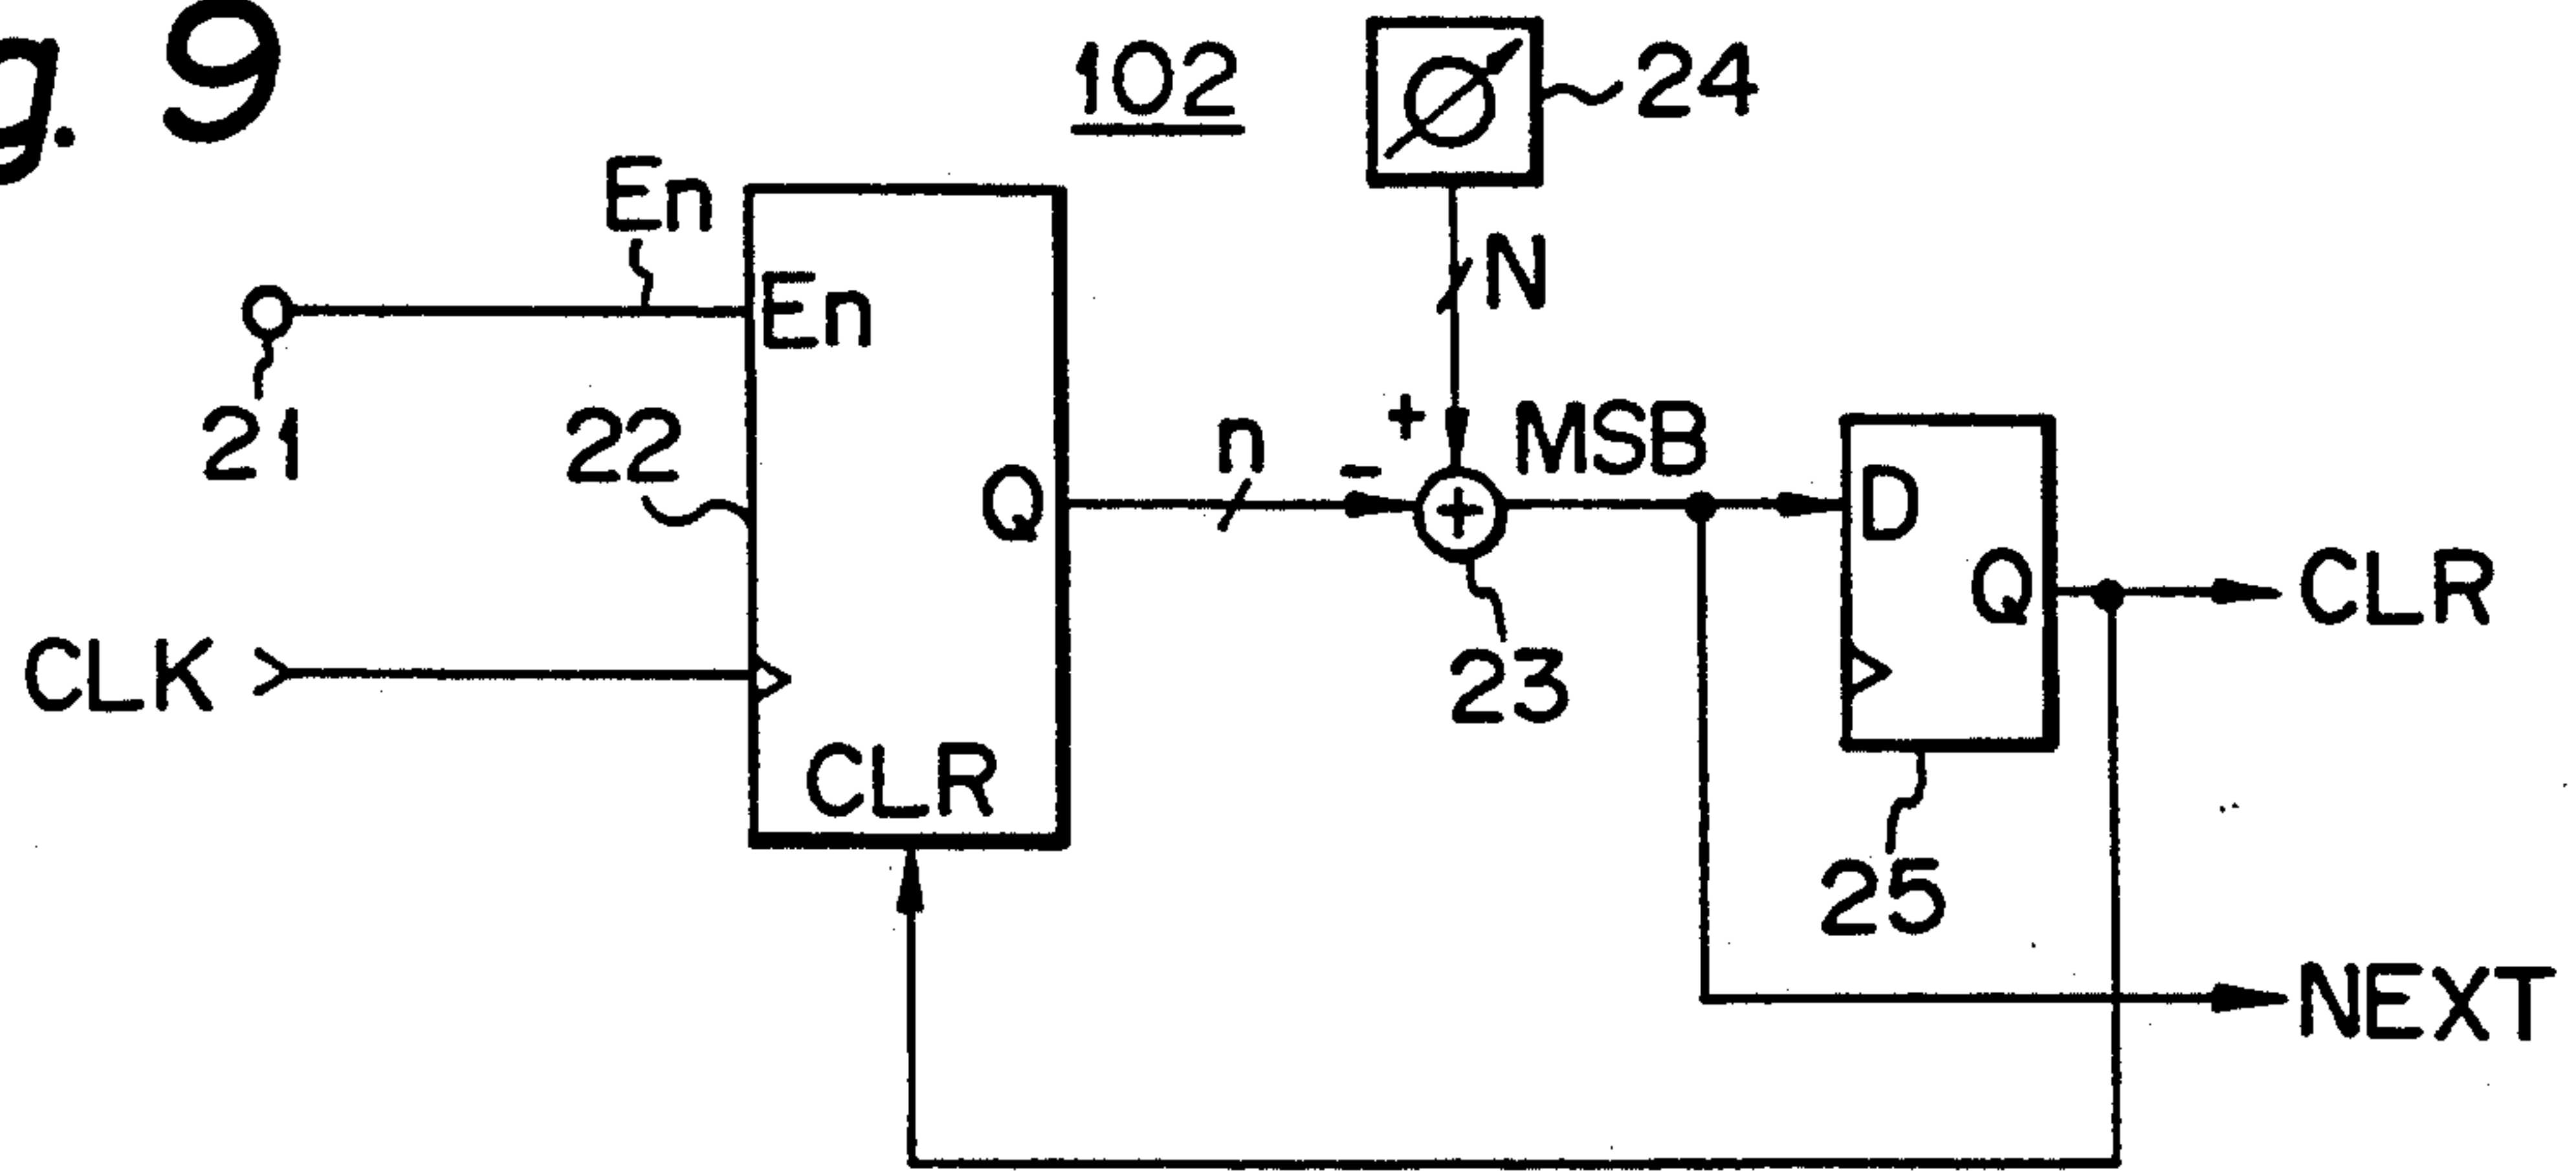 g. 9
102
24
En
N
En
21
22
n
+
-
MSB
+
D
Q
Q
CLR
CLK
23
CLR
25
NEXT